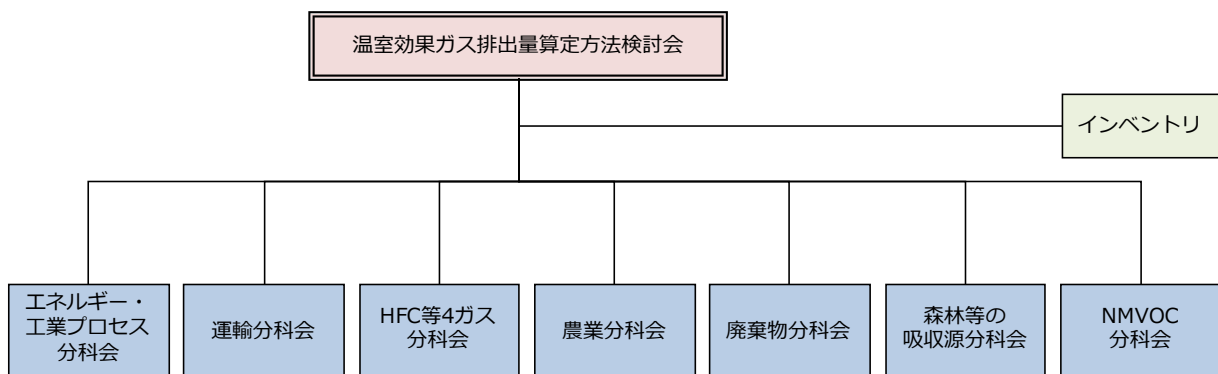 温室効果ガス排出量算定方法検討会
インベントリ
エネルギー・
工業プロセス
分科会
運輸分科会
HFC等4ガス
分科会
農業分科会
廃棄物分科会
森林等の
吸収源分科会
NMVOC
分科会